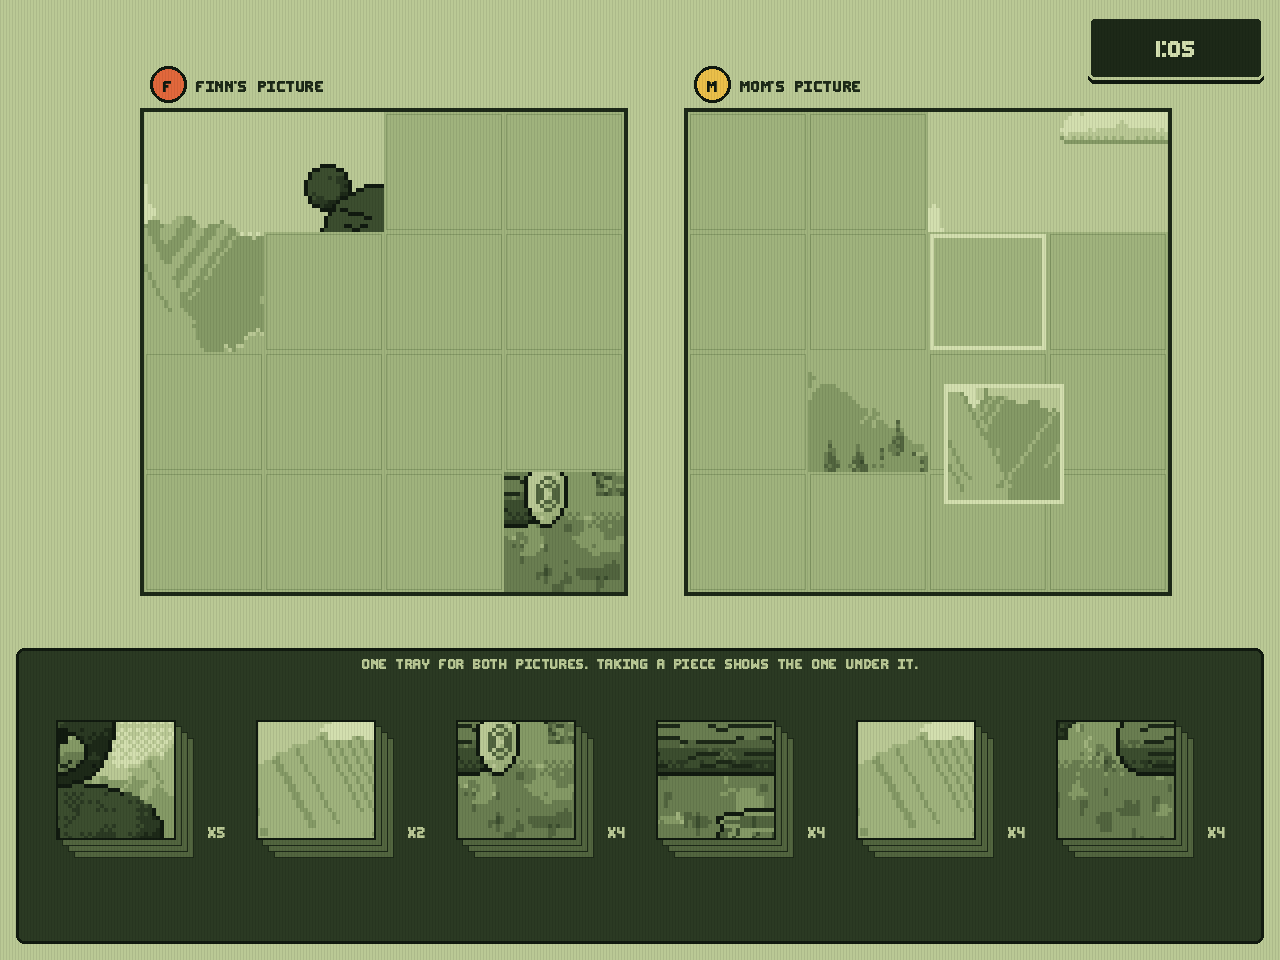 1:05
F FINN'S PICTURE
M MOM'S PICTURE
ONE TRAY FOR BOTH PICTURES. TAKING A PIECE SHOWS THE ONE UNDER IT.
X5 X2 X4 X4 X4 X4